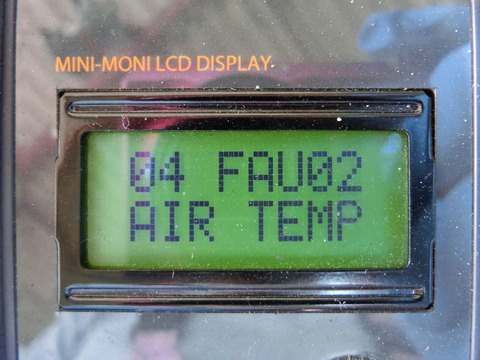 MINI-MONI LCD DISPLAY
04 FAU02
AIR TEMP